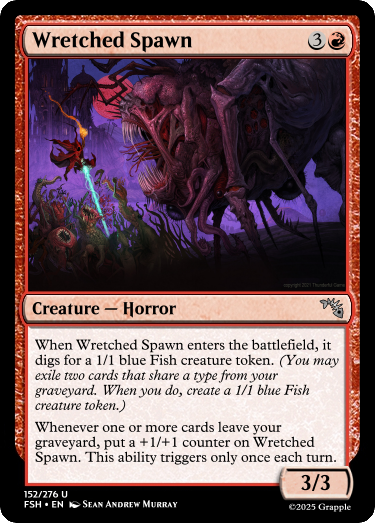 Wretched Spawn 3
Creature — Horror
When Wretched Spawn enters the battlefield, it
digs for a 1/1 blue Fish creature token. (You may
exile two cards that share a type from your
graveyard. When you do, create a 1/1 blue Fish
creature token.)
Whenever one or more cards leave your
graveyard, put a +1/+1 counter on Wretched
Spawn. This ability triggers only once each turn.
3/3
152/276 U
FSH • EN Sean Andrew Murray
©2025 Grapple